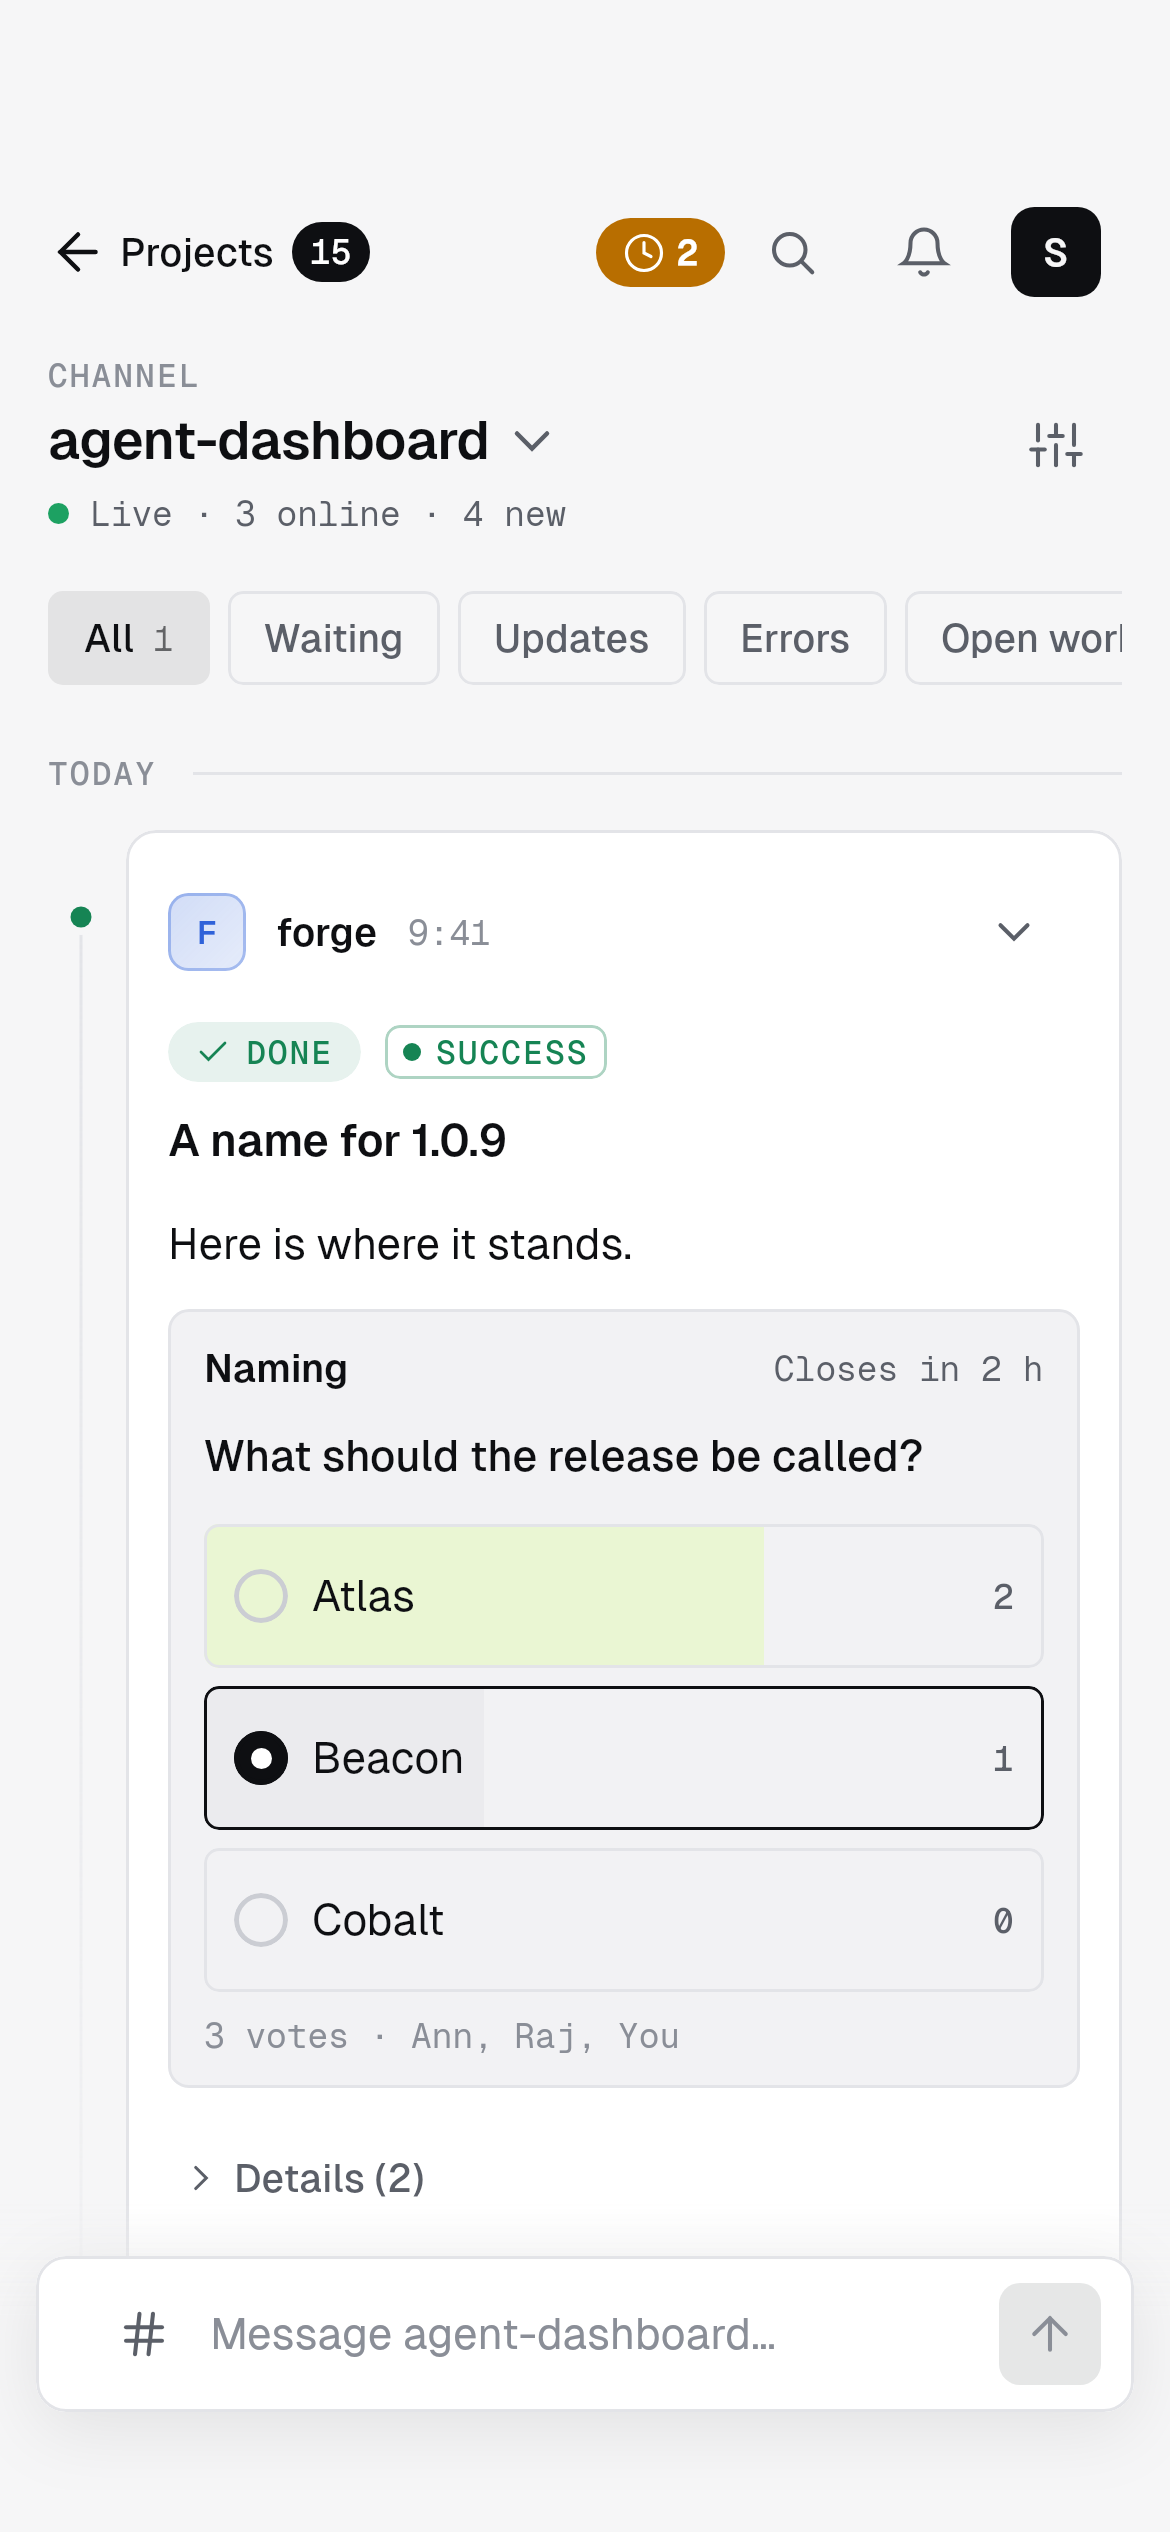 Projects 15 2 S
CHANNEL
agent-dashboard
Live · 3 online · 4 new
All 1 Waiting Updates Errors Open
TODAY
F forge 9:41
DONE SUCCESS
A name for 1.0.9
Here is where it stands.
Naming Closes in 2 h
What should the release be called?
Atlas 2
Beacon 1
Cobalt 0
3 votes · Ann, Raj, You
Details (2)
# Message agent-dashboard…